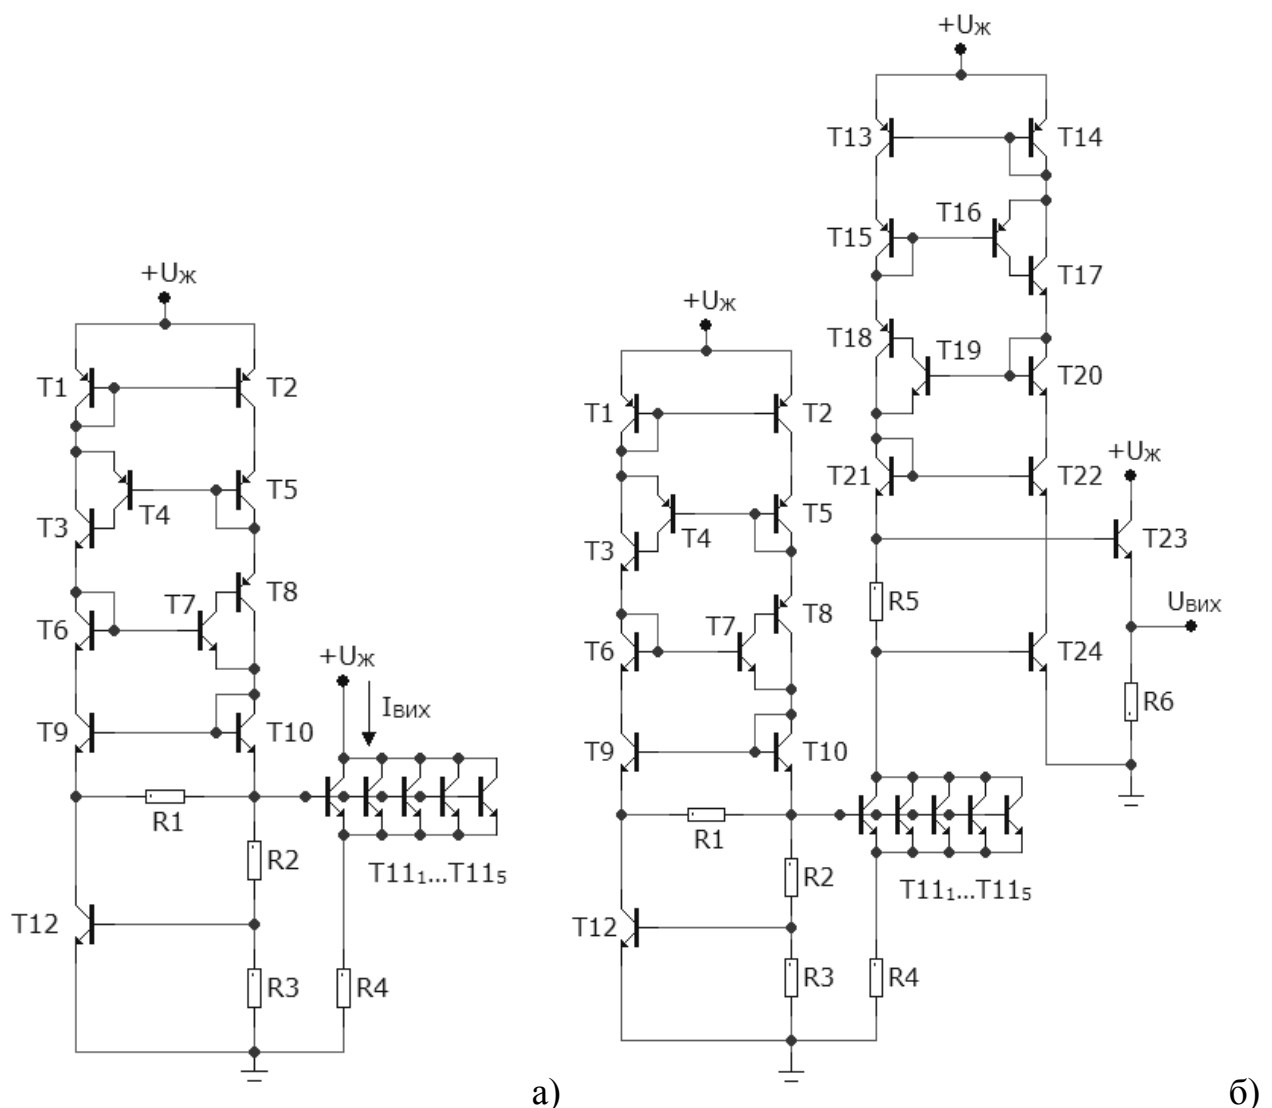 +Uж
T13
T14
T16
T15
T17
+Uж
+Uж
T18
T19
T20
T1
T2
T1
T2
T21
T22
+Uж
T4
T5
T3
T4
T5
T3
T23
T7
T8
R5
Uвих
T6
T7
T8
T6
T24
+Uж
Iвих
R6
T9
T10
T9
T10
R1
R1
R2
T11₁...T11₅
R2
T11₁...T11₅
T12
T12
R3
R4
R3
R4
а)
б)